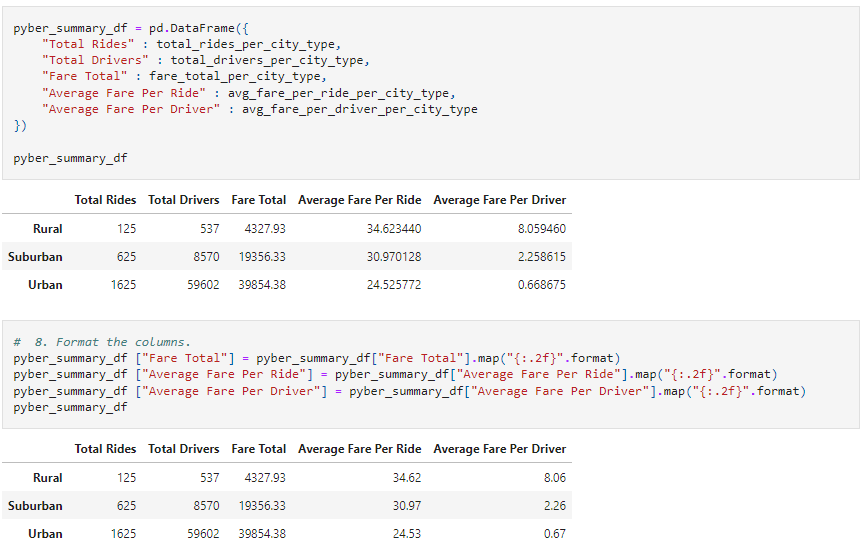 pyber_summary_df = pd.DataFrame({
"Total Rides" : total_rides_per_city_type,
"Total Drivers" : total_drivers_per_city_type,
"Fare Total" : fare_total_per_city_type,
"Average Fare Per Ride" : avg_fare_per_ride_per_city_type,
"Average Fare Per Driver" : avg_fare_per_driver_per_city_type
})
pyber_summary_df
Total Rides Total Drivers Fare Total Average Fare Per Ride Average Fare Per Driver
Rural 125 537 4327.93 34.623440 8.059460
Suburban 625 8570 19356.33 30.970128 2.258615
Urban 1625 59602 39854.38 24.525772 0.668675
# 8. Format the columns.
pyber_summary_df ["Fare Total"] = pyber_summary_df["Fare Total"].map("{:.2f}".format)
pyber_summary_df ["Average Fare Per Ride"] = pyber_summary_df["Average Fare Per Ride"].map("{:.2f}".format)
pyber_summary_df ["Average Fare Per Driver"] = pyber_summary_df["Average Fare Per Driver"].map("{:.2f}".format)
pyber_summary_df
Total Rides Total Drivers Fare Total Average Fare Per Ride Average Fare Per Driver
Rural 125 537 4327.93 34.62 8.06
Suburban 625 8570 19356.33 30.97 2.26
Urban 1625 59602 39854.38 24.53 0.67